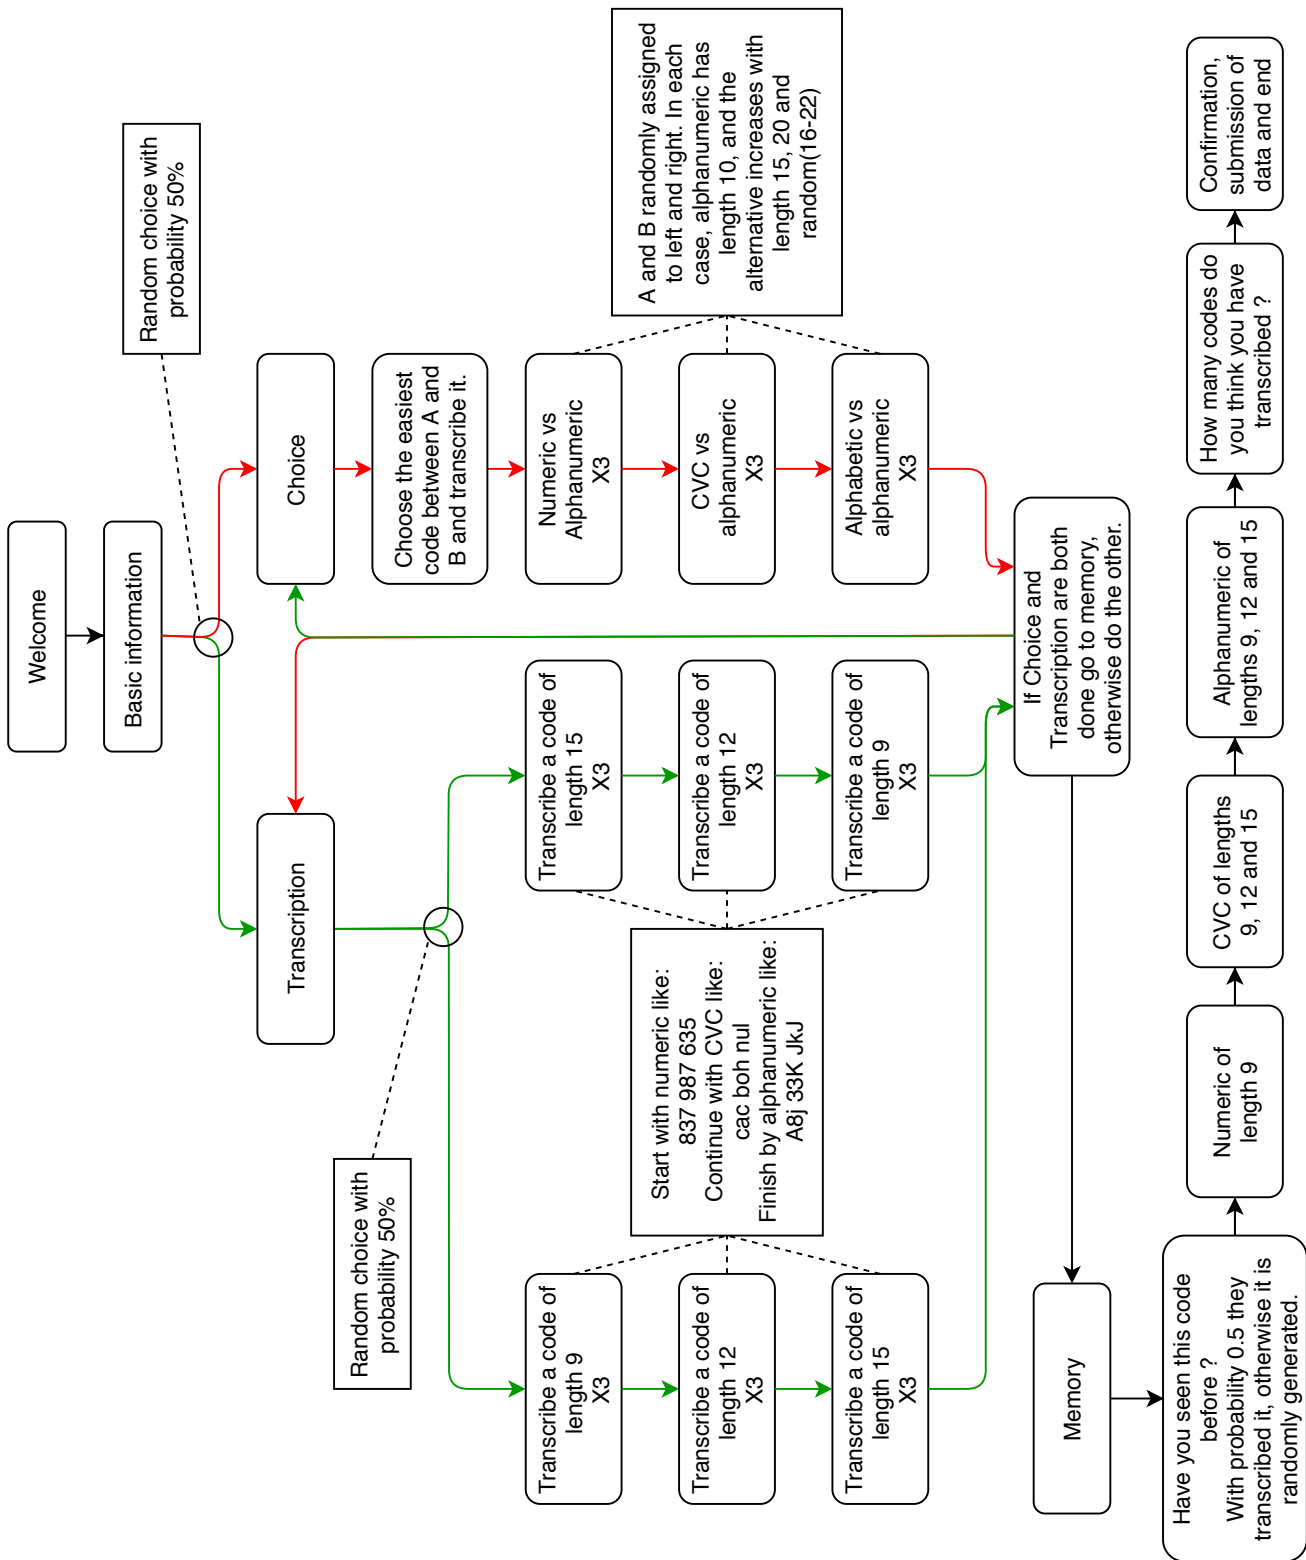 Welcome
Basic information
Random choice with
probability 50%
Transcription
Choice
Random choice with
probability 50%
Choose the easiest
code between A and
B and transcribe it.
Transcribe a code of
length 9
X3
Transcribe a code of
length 12
X3
Transcribe a code of
length 15
X3
Start with numeric like:
837 987 635
Continue with CVC like:
cac boh nul
Finish by alphanumeric like:
A8j 33K JkJ
Transcribe a code of
length 15
X3
Transcribe a code of
length 12
X3
Transcribe a code of
length 9
X3
Numeric vs
Alphanumeric
X3
CVC vs
alphanumeric
X3
Alphabetic vs
alphanumeric
X3
A and B randomly assigned
to left and right. In each
case, alphanumeric has
length 10, and the
alternative increases with
length 15, 20 and
random(16-22)
If Choice and
Transcription are both
done go to memory,
otherwise do the other.
Memory
Have you seen this code
before ?
With probability 0.5 they
transcribed it, otherwise it is
randomly generated.
Numeric of
length 9
CVC of lengths
9, 12 and 15
Alphanumeric of
lengths 9, 12 and 15
How many codes do
you think you have
transcribed ?
Confirmation,
submission of
data and end